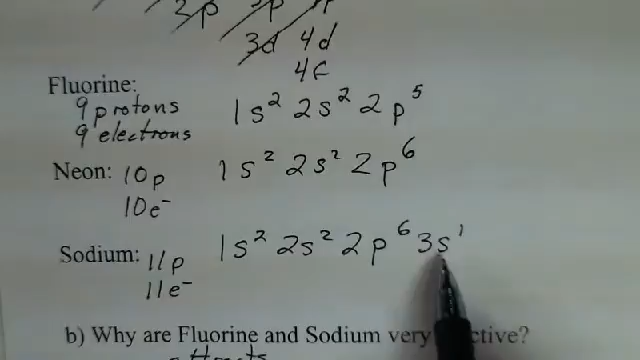 3d 4d
4f
Fluorine:
9 protons 1s² 2s² 2p⁵
9 electrons
Neon: 10p 1s² 2s² 2p⁶
10e⁻
Sodium: 11p 1s² 2s² 2p⁶ 3s¹
11e⁻
b) Why are Fluorine and Sodium very